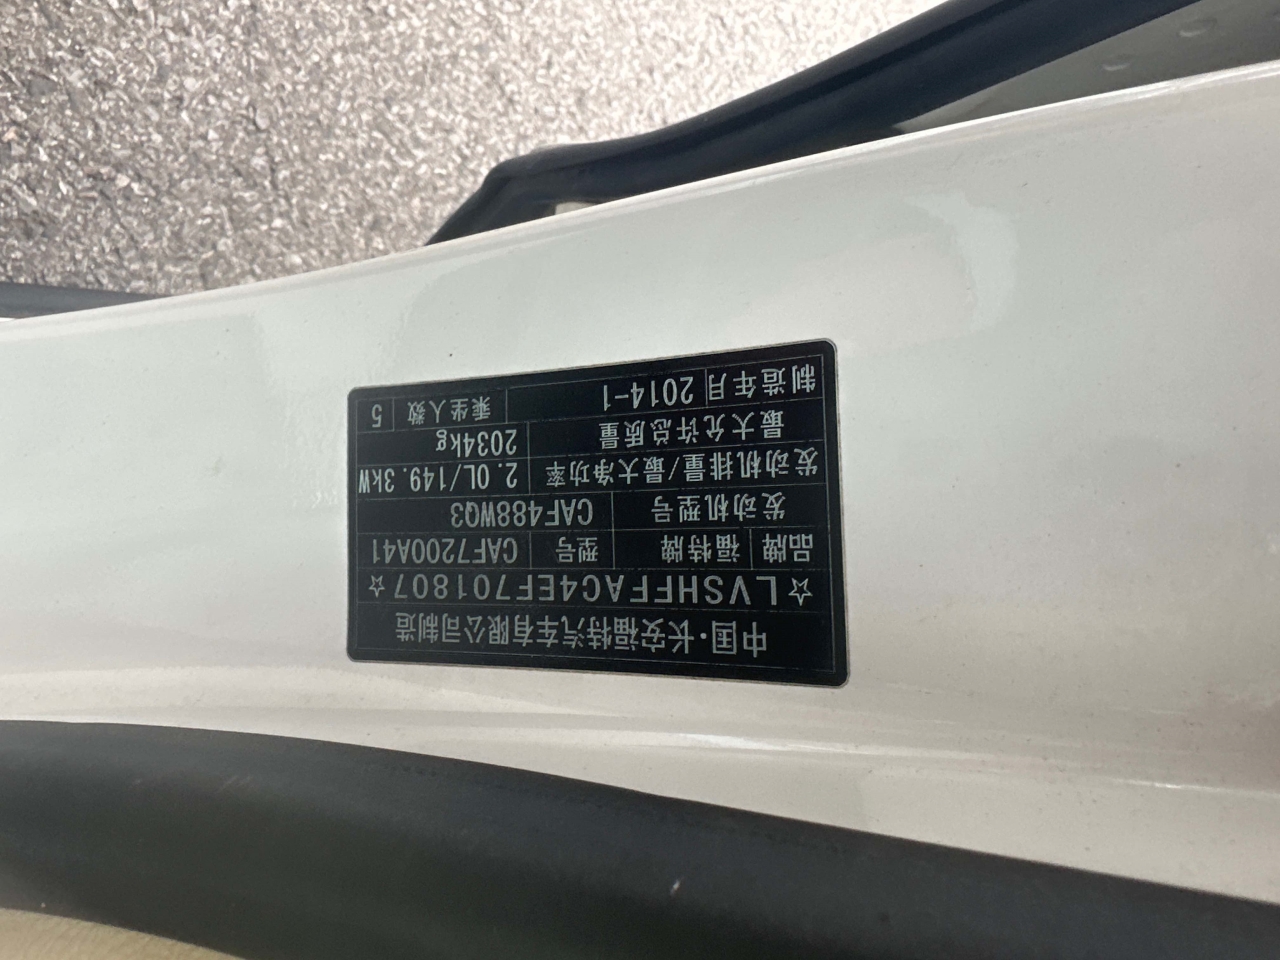 中国·长安福特汽车有限公司制造
☆LVSHFFAC4EF701807☆
品牌 福特牌 型号 CAF7200A41
发动机型号 CAF488WQ3
发动机排量/最大净功率 2.0L/149.3kW
最大允许总质量 2034kg
制造年月 2014-1 乘坐人数 5